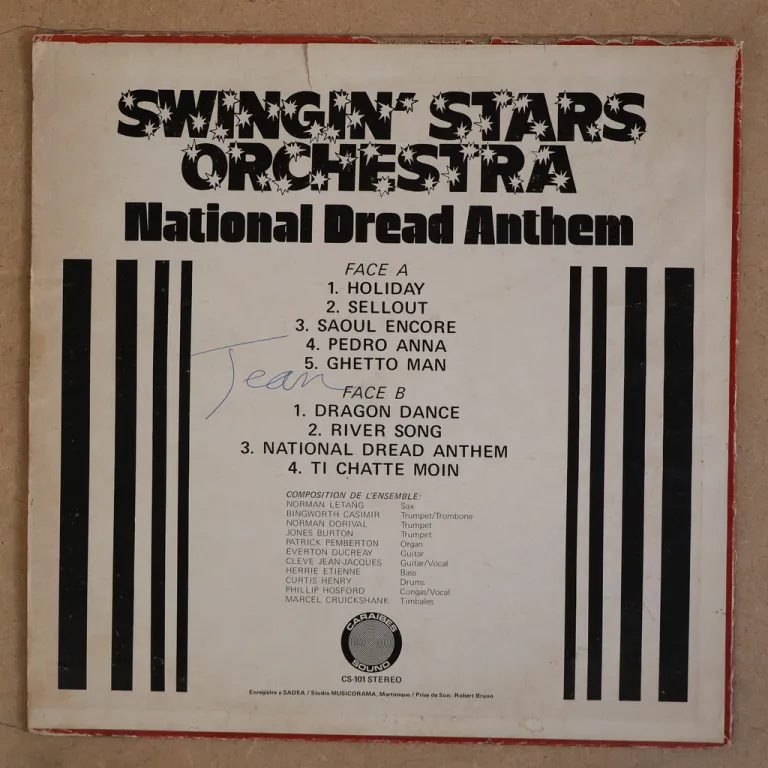 SWINGIN' STARS
ORCHESTRA
National Dread Anthem
FACE A
1. HOLIDAY
2. SELLOUT
3. SAOUL ENCORE
4. PEDRO ANNA
5. GHETTO MAN
Jean
FACE B
1. DRAGON DANCE
2. RIVER SONG
3. NATIONAL DREAD ANTHEM
4. TI CHATTE MOIN
COMPOSITION DE L'ENSEMBLE:
NORMAN LETANG Sax
BINGWORTH CASIMIR Trumpet/Trombone
NORMAN DORIVAL Trumpet
JONES BURTON Trumpet
PATRICK PEMBERTON Organ
EVERTON DUCREAY Guitar
CLEVE JEAN-JACQUES Guitar/Vocal
HERRIE ETIENNE Bass
CURTIS HENRY Drums
PHILLIP HOSFORD Congas/Vocal
MARCEL CRUICKSHANK Timbales
CARAIBES
SOUND
CS-101 STEREO
Enregistré à SADEA / Studio MUSICORAMA, Martinique / Prise de Son: Robert Bruno